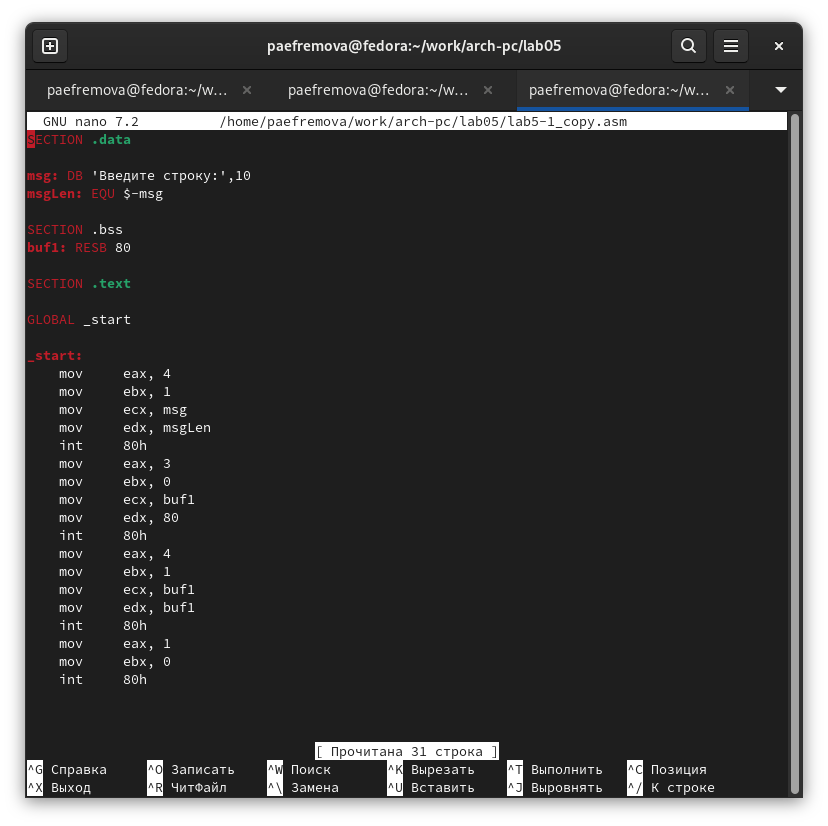 paefremova@fedora:~/work/arch-pc/lab05
paefremova@fedora:~/w... paefremova@fedora:~/w... paefremova@fedora:~/w...
GNU nano 7.2 /home/paefremova/work/arch-pc/lab05/lab5-1_copy.asm
SECTION .data
msg: DB 'Введите строку:',10
msgLen: EQU $-msg
SECTION .bss
buf1: RESB 80
SECTION .text
GLOBAL _start
_start:
mov eax, 4
mov ebx, 1
mov ecx, msg
mov edx, msgLen
int 80h
mov eax, 3
mov ebx, 0
mov ecx, buf1
mov edx, 80
int 80h
mov eax, 4
mov ebx, 1
mov ecx, buf1
mov edx, buf1
int 80h
mov eax, 1
mov ebx, 0
int 80h
[ Прочитана 31 строка ]
^G Справка ^O Записать ^W Поиск ^K Вырезать ^T Выполнить ^C Позиция
^X Выход ^R ЧитФайл ^\ Замена ^U Вставить ^J Выровнять ^/ К строке